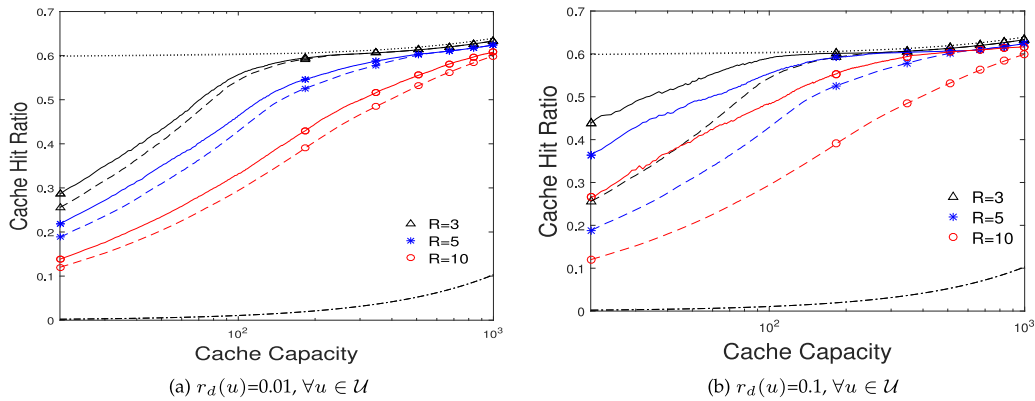 0.7
0.6
0.5
0.4
0.3
0.2
0.1
0
10²
10³
Cache Hit Ratio
Cache Capacity
R=3
R=5
R=10
(a) r_d(u)=0.01, ∀u ∈ 𝒰
0.7
0.6
0.5
0.4
0.3
0.2
0.1
0
10²
10³
Cache Hit Ratio
Cache Capacity
R=3
R=5
R=10
(b) r_d(u)=0.1, ∀u ∈ 𝒰